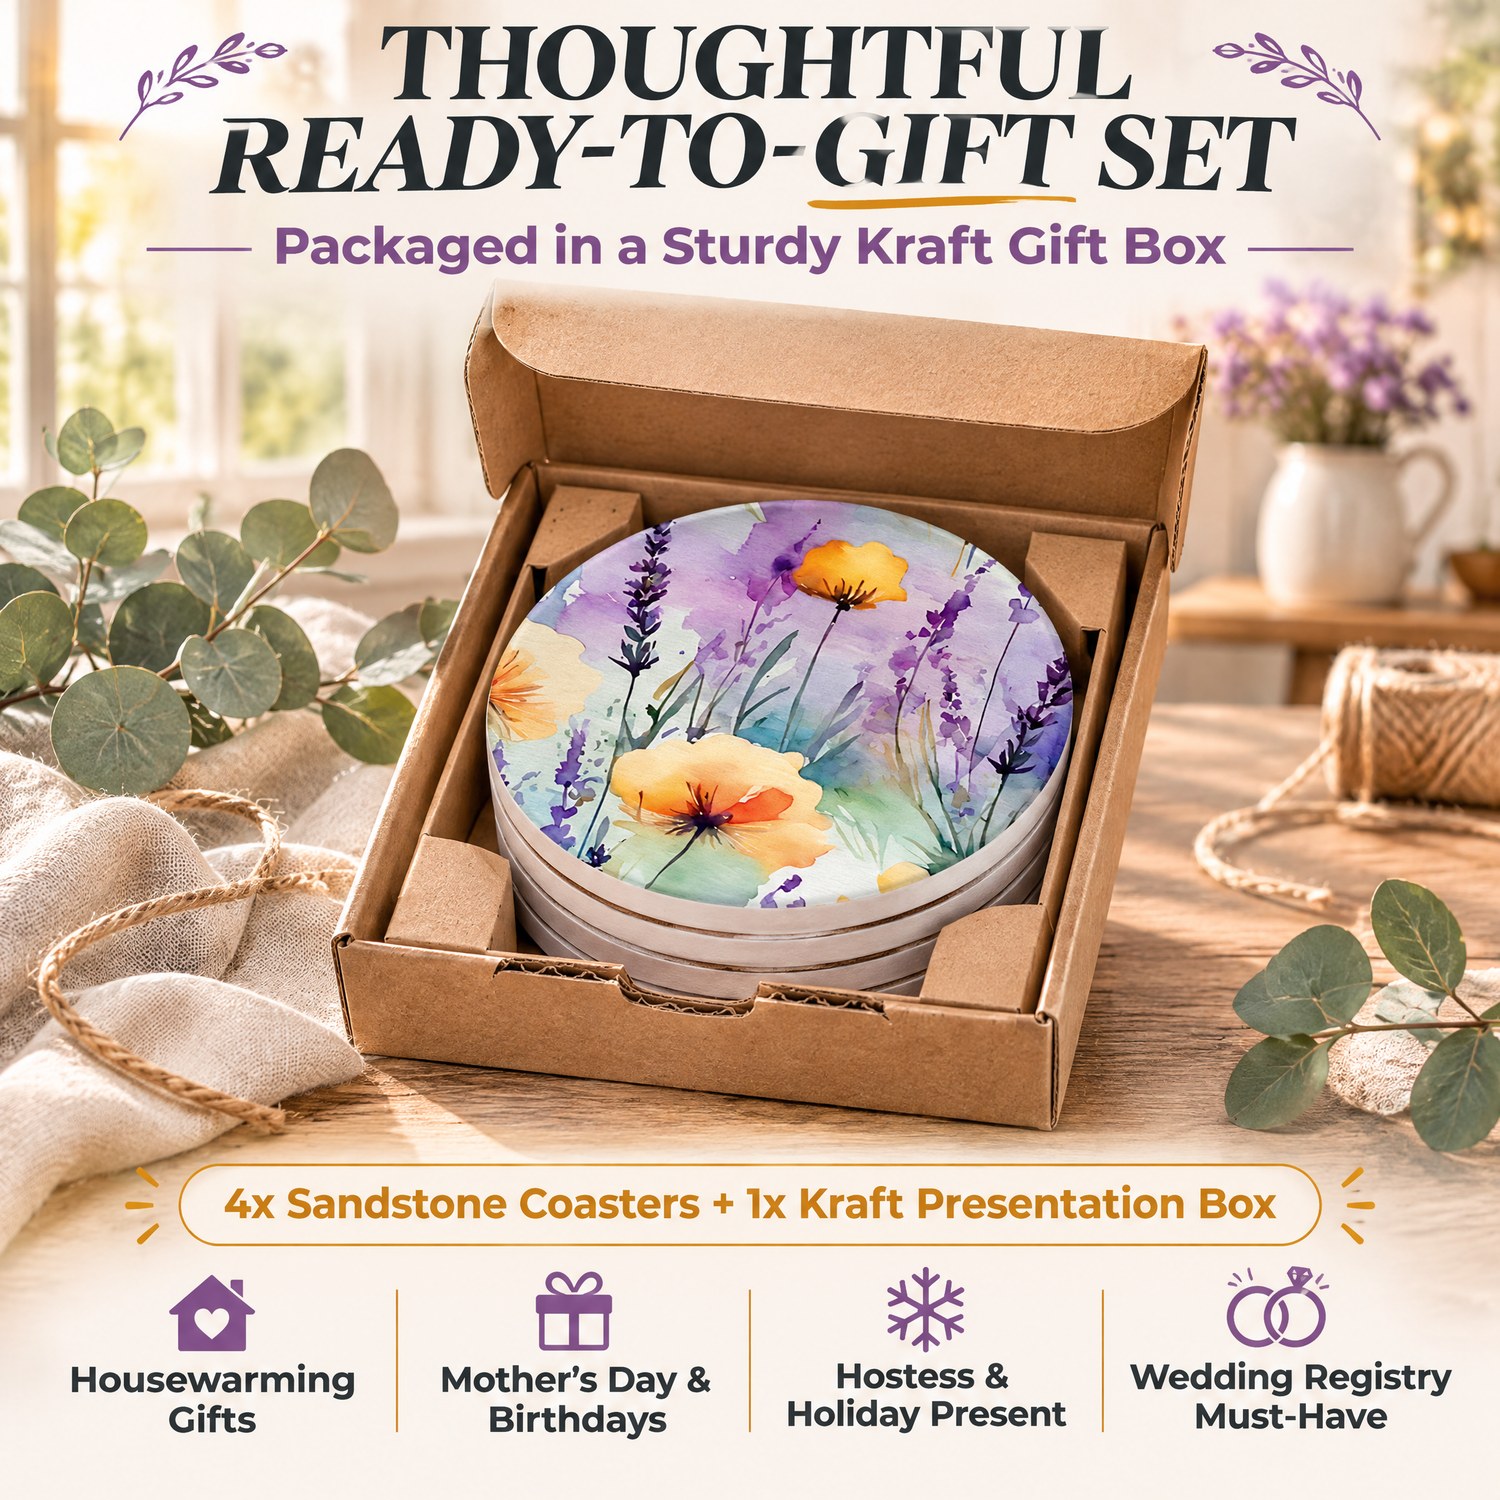 THOUGHTFUL
READY-TO-GIFT SET
Packaged in a Sturdy Kraft Gift Box
4x Sandstone Coasters + 1x Kraft Presentation Box
Housewarming
Gifts
Mother's Day &
Birthdays
Hostess &
Holiday Present
Wedding Registry
Must-Have